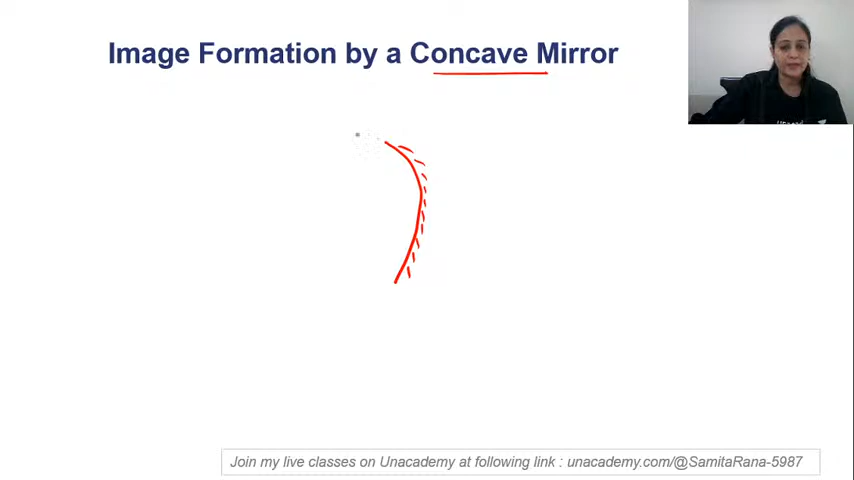 Image Formation by a Concave Mirror
Join my live classes on Unacademy at following link : unacademy.com/@SamitaRana-5987